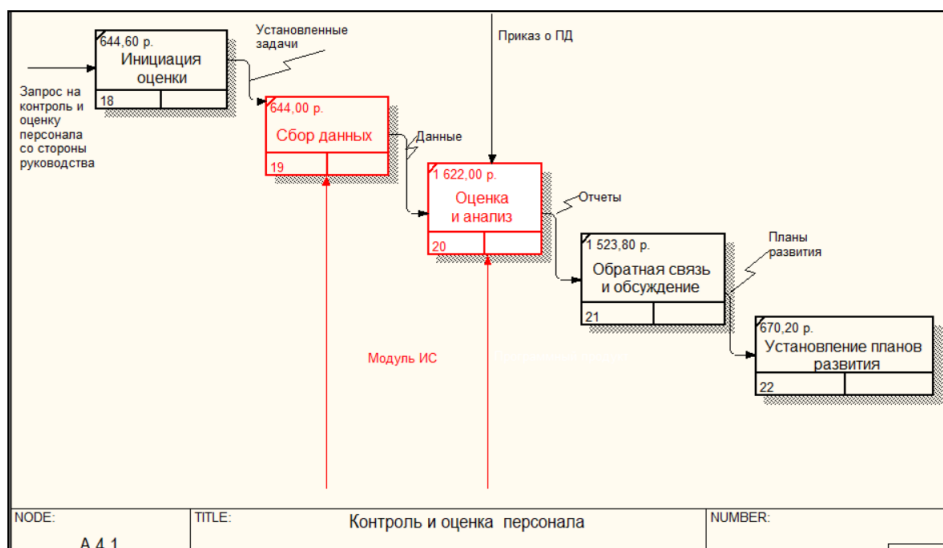 644,60 р.
Инициация
оценки
18
Установленные
задачи
Запрос на
контроль и
оценку
персонала
со стороны
руководства
644,00 р.
Сбор данных
19
Данные
Приказ о ПД
1 622,00 р.
Оценка
и анализ
20
Отчеты
1 523,80 р.
Обратная связь
и обсуждение
21
Планы
развития
670,20 р.
Установление планов
развития
22
Модуль ИС
NODE:
A.4.1
TITLE:
Контроль и оценка персонала
NUMBER: